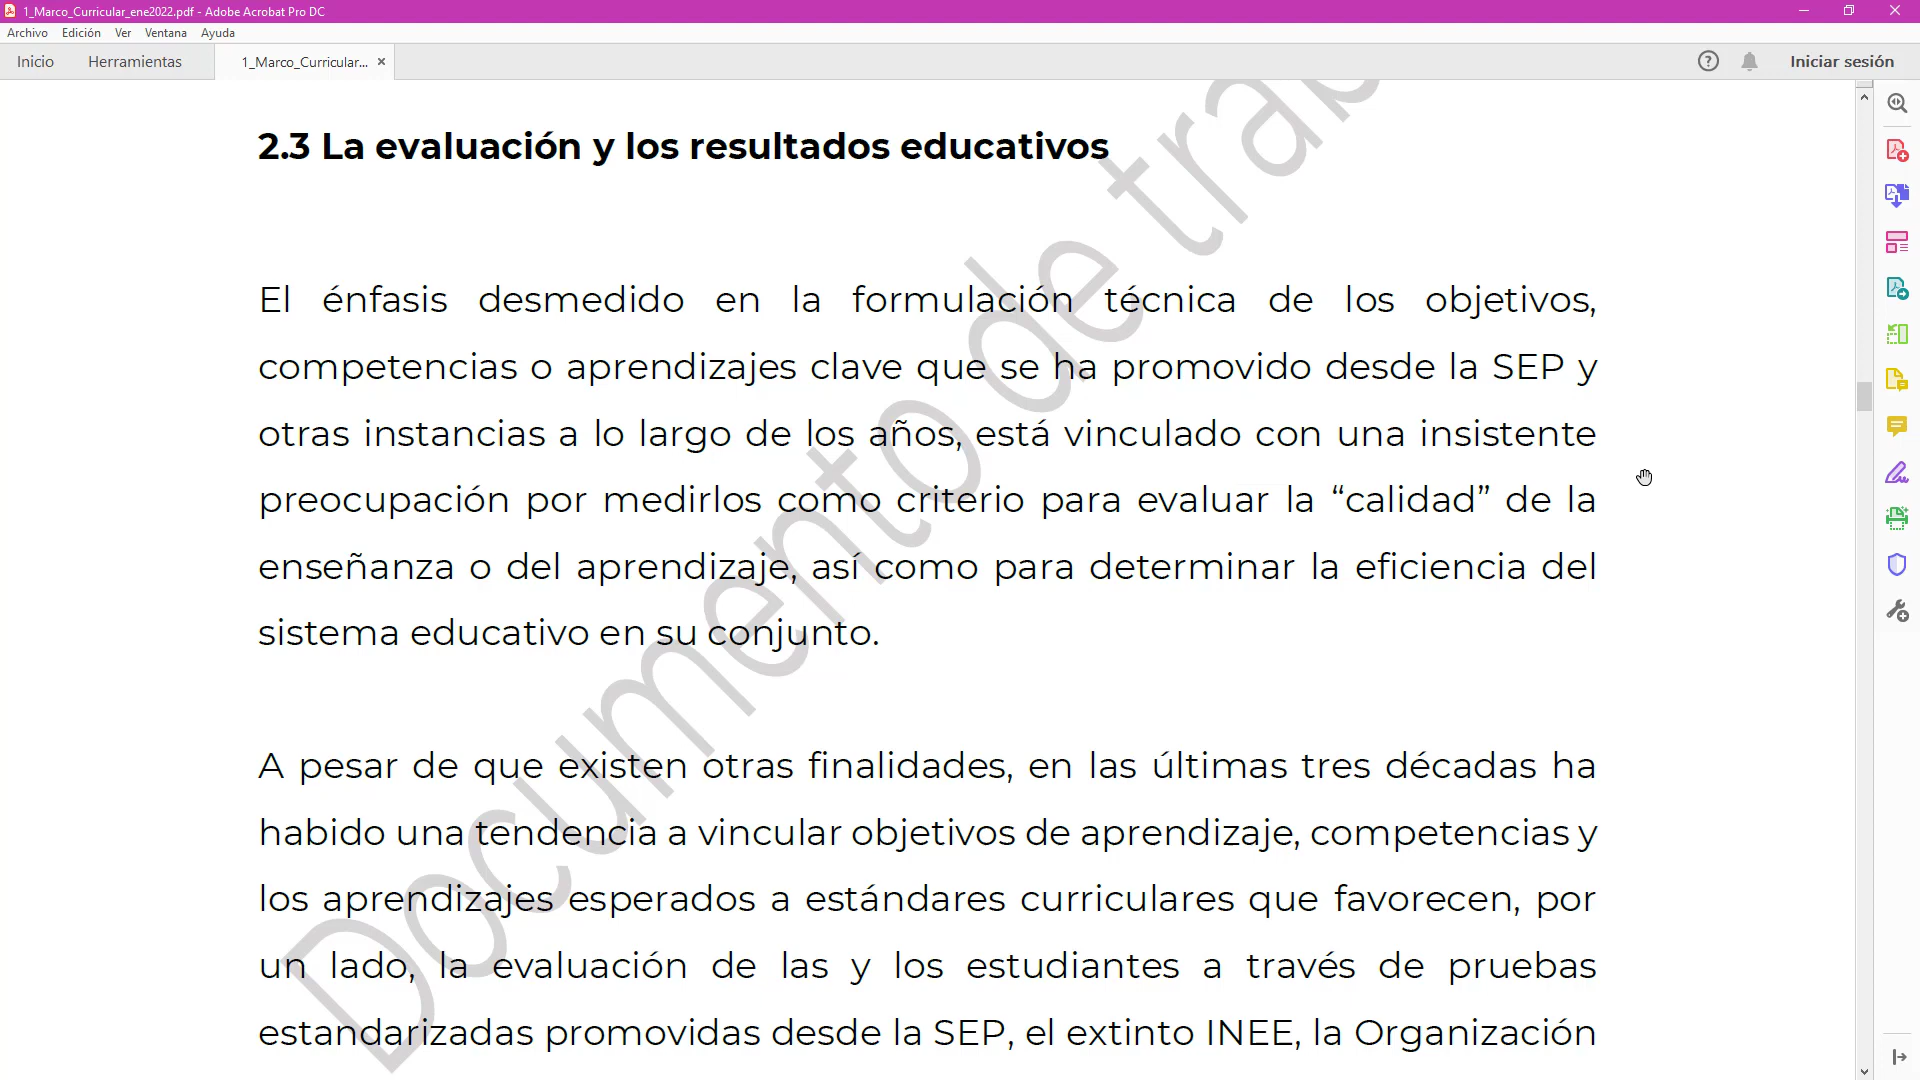 1_Marco_Curricular_ene2022.pdf - Adobe Acrobat Pro DC
Archivo Edición Ver Ventana Ayuda
Inicio Herramientas 1_Marco_Curricular... × Iniciar sesión
2.3 La evaluación y los resultados educativos
El énfasis desmedido en la formulación técnica de los objetivos,
competencias o aprendizajes clave que se ha promovido desde la SEP y
otras instancias a lo largo de los años, está vinculado con una insistente
preocupación por medirlos como criterio para evaluar la “calidad” de la
enseñanza o del aprendizaje, así como para determinar la eficiencia del
sistema educativo en su conjunto.
A pesar de que existen otras finalidades, en las últimas tres décadas ha
habido una tendencia a vincular objetivos de aprendizaje, competencias y
los aprendizajes esperados a estándares curriculares que favorecen, por
un lado, la evaluación de las y los estudiantes a través de pruebas
estandarizadas promovidas desde la SEP, el extinto INEE, la Organización
Documento de trab